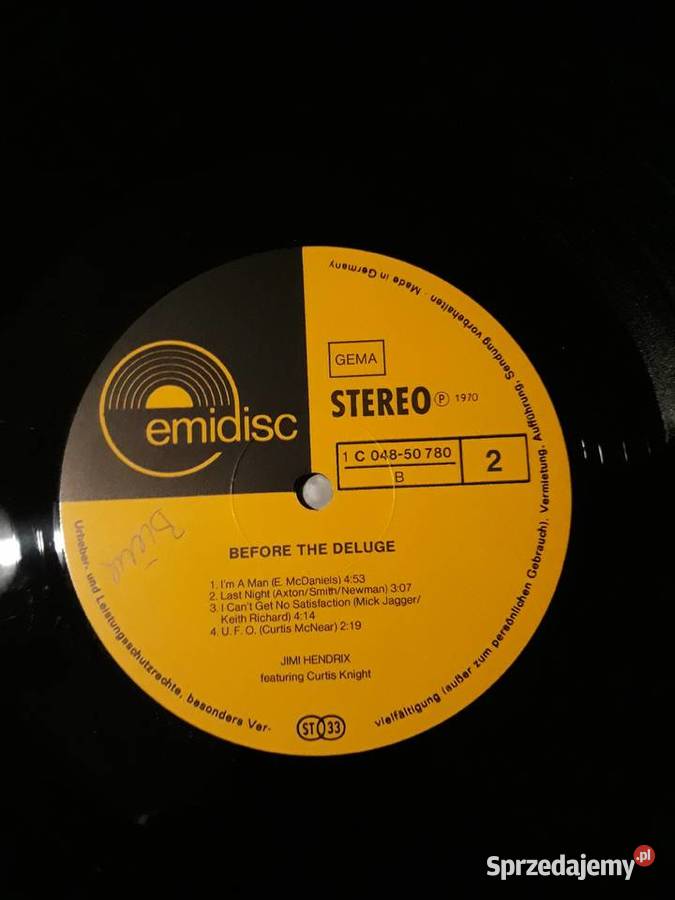 emidisc
GEMA
STEREO Ⓟ 1970
1 C 048-50 780
B
2
BEFORE THE DELUGE
1. I'm A Man (E. McDaniels) 4:53
2. Last Night (Axton/Smith/Newman) 3:07
3. I Can't Get No Satisfaction (Mick Jagger/
Keith Richard) 4:14
4. U. F. O. (Curtis McNear) 2:19
JIMI HENDRIX
featuring Curtis Knight
ST 33
Urheber- und Leistungsschutzrechte, besonders Ver-
vielfältigung (außer zum persönlichen Gebrauch), Vermietung, Aufführung, Sendung vorbehalten · Made in Germany
Sprzedajemy.pl